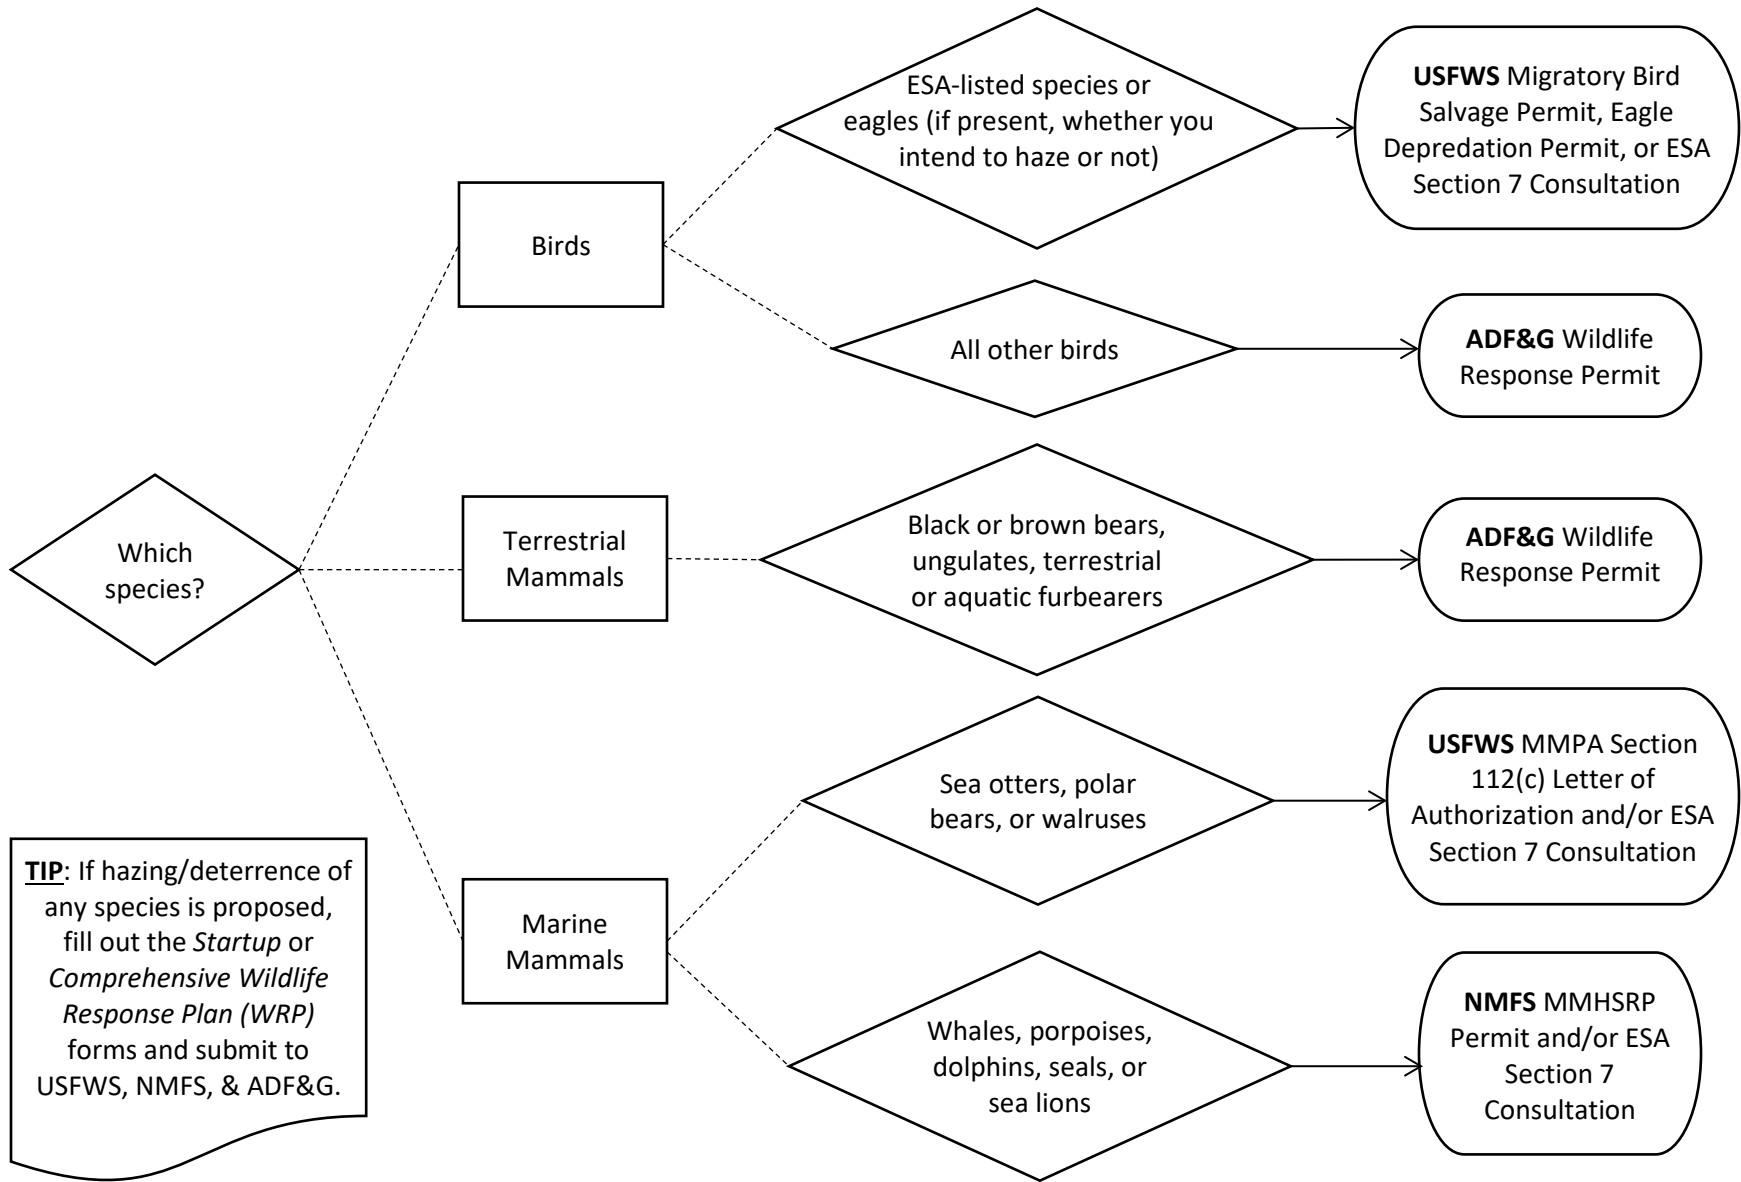 Which
species?
Birds
ESA-listed species or
eagles (if present, whether you
intend to haze or not)
USFWS Migratory Bird
Salvage Permit, Eagle
Depredation Permit, or ESA
Section 7 Consultation
All other birds
ADF&G Wildlife
Response Permit
Terrestrial
Mammals
Black or brown bears,
ungulates, terrestrial
or aquatic furbearers
ADF&G Wildlife
Response Permit
Marine
Mammals
Sea otters, polar
bears, or walruses
USFWS MMPA Section
112(c) Letter of
Authorization and/or ESA
Section 7 Consultation
Whales, porpoises,
dolphins, seals, or
sea lions
NMFS MMHSRP
Permit and/or ESA
Section 7
Consultation
TIP: If hazing/deterrence of
any species is proposed,
fill out the Startup or
Comprehensive Wildlife
Response Plan (WRP)
forms and submit to
USFWS, NMFS, & ADF&G.